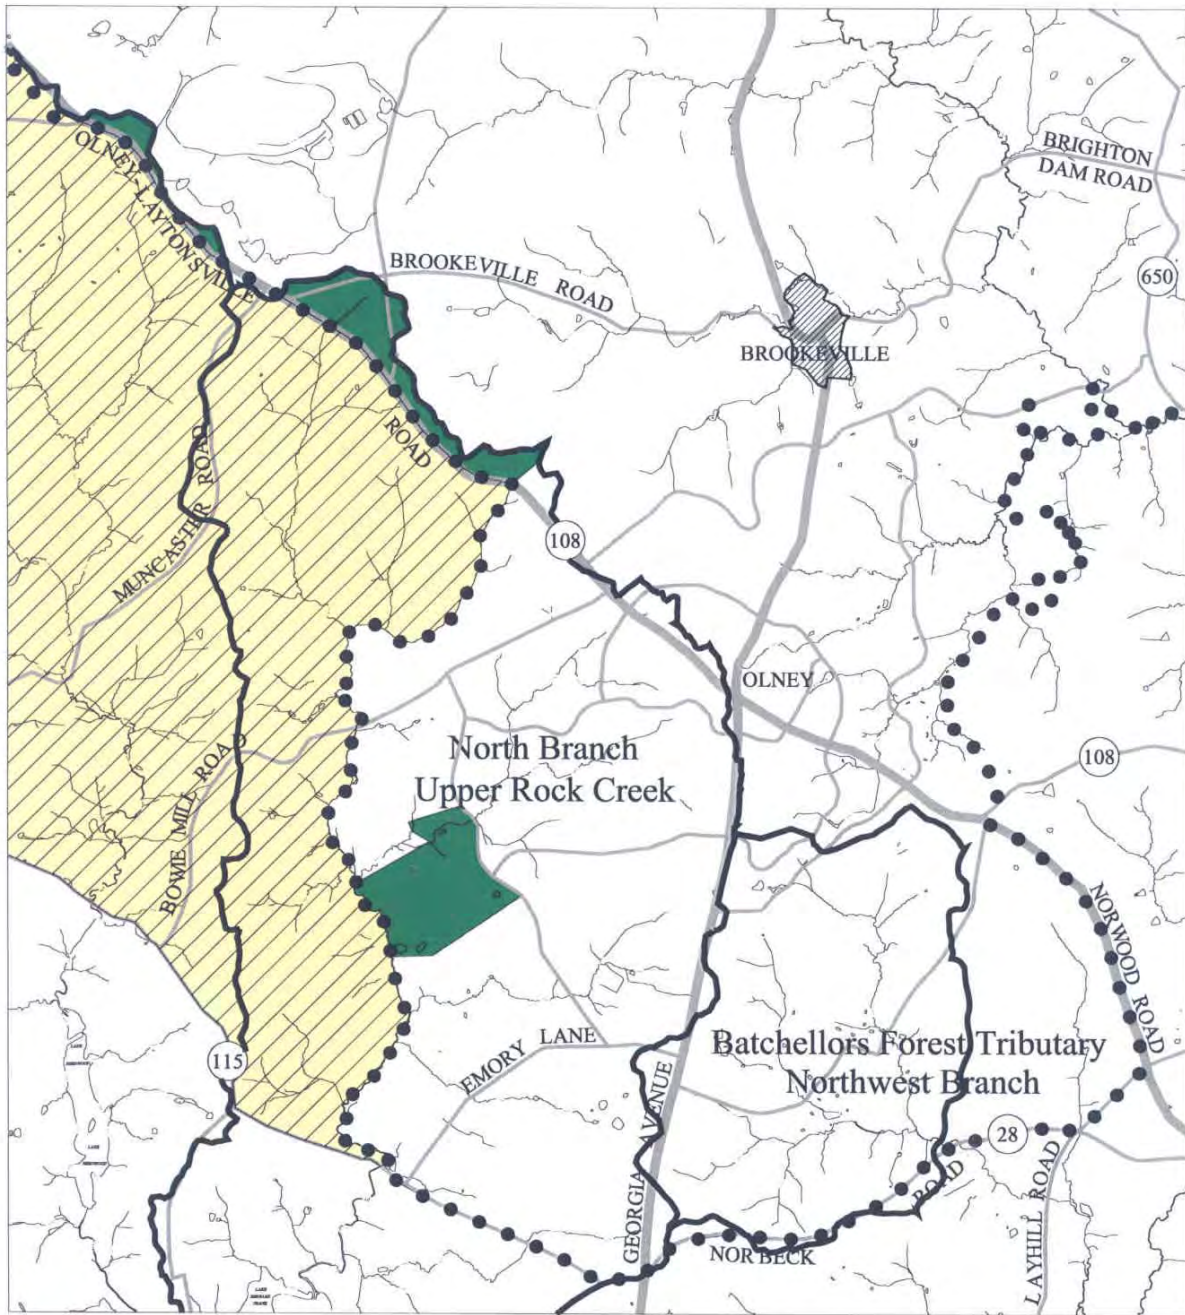 OLNEY-LAYTONSVILLE
ROAD
BRIGHTON
DAM ROAD
650
BROOKEVILLE ROAD
BROOKEVILLE
MUNCASTER ROAD
108
OLNEY
North Branch
Upper Rock Creek
108
BOWIE MILL ROAD
NORWOOD ROAD
EMORY LANE
115
GEORGIA AVENUE
Batchellors Forest Tributary
Northwest Branch
28
NORBECK
ROAD
LAYHILL ROAD